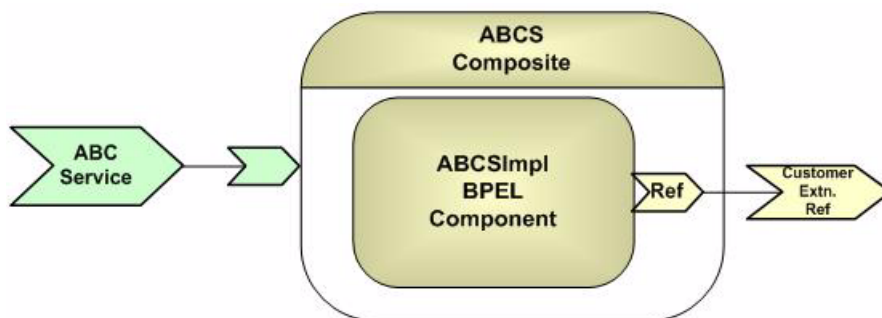 ABCS
Composite
ABC
Service
ABCSImpl
BPEL
Component
Ref
Customer
Extn.
Ref